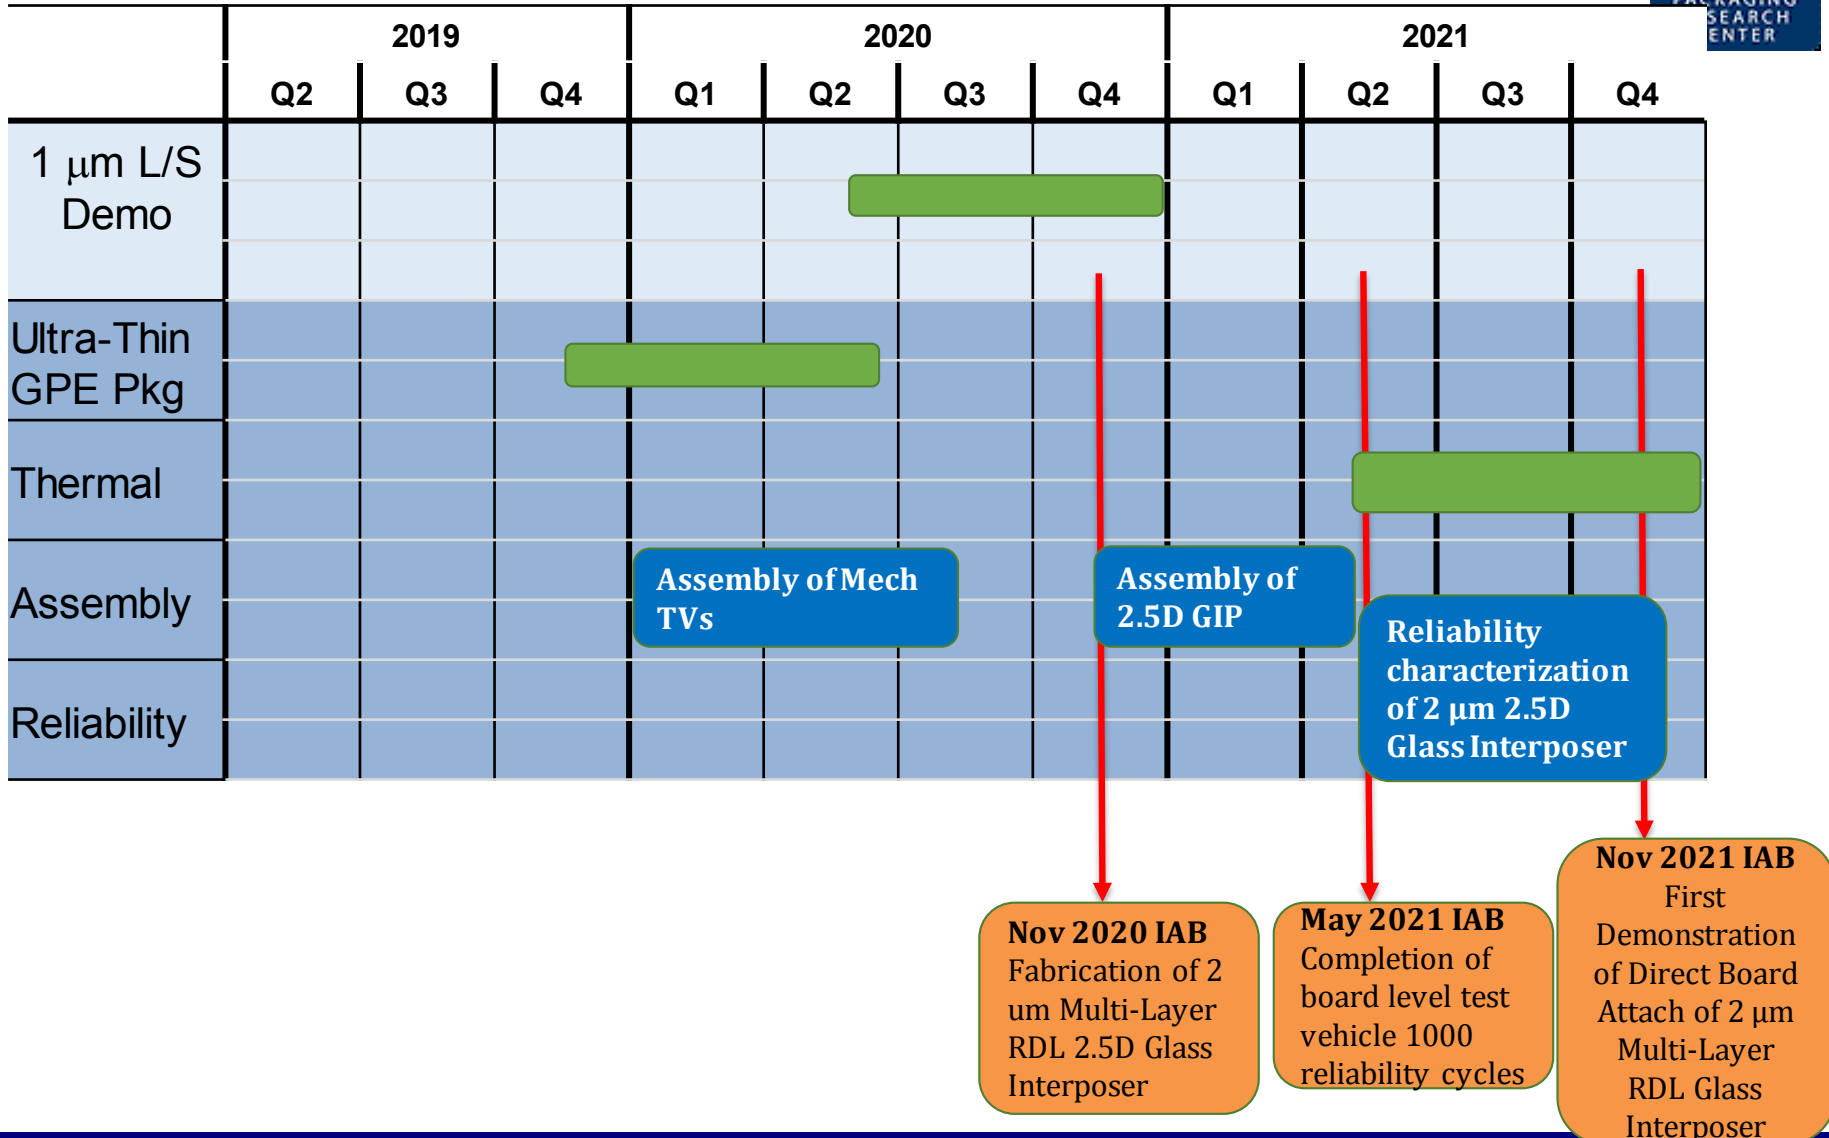 PACKAGING
SEARCH
ENTER
2019
2020
2021
Q2
Q3
Q4
Q1
Q2
Q3
Q4
Q1
Q2
Q3
Q4
1 μm L/S
Demo
Ultra-Thin
GPE Pkg
Thermal
Assembly
Assembly of Mech
TVs
Assembly of
2.5D GIP
Reliability
characterization
of 2 μm 2.5D
Glass Interposer
Reliability
Nov 2020 IAB
Fabrication of 2
um Multi-Layer
RDL 2.5D Glass
Interposer
May 2021 IAB
Completion of
board level test
vehicle 1000
reliability cycles
Nov 2021 IAB
First
Demonstration
of Direct Board
Attach of 2 μm
Multi-Layer
RDL Glass
Interposer